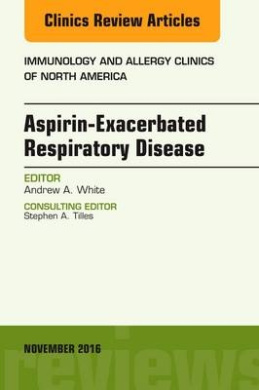 Clinics Review Articles
IMMUNOLOGY AND ALLERGY CLINICS
OF NORTH AMERICA
Aspirin-Exacerbated
Respiratory Disease
EDITOR
Andrew A. White
CONSULTING EDITOR
Stephen A. Tilles
NOVEMBER 2016
reviews